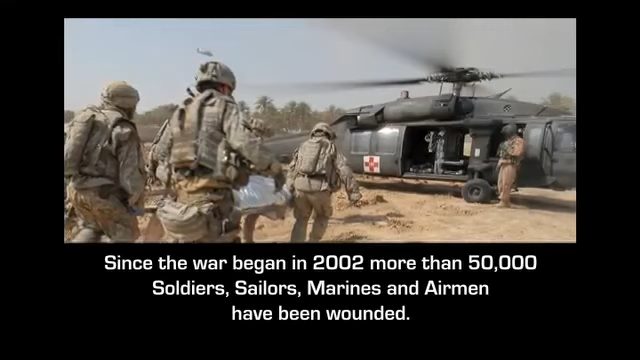 Since the war began in 2002 more than 50,000
Soldiers, Sailors, Marines and Airmen
have been wounded.